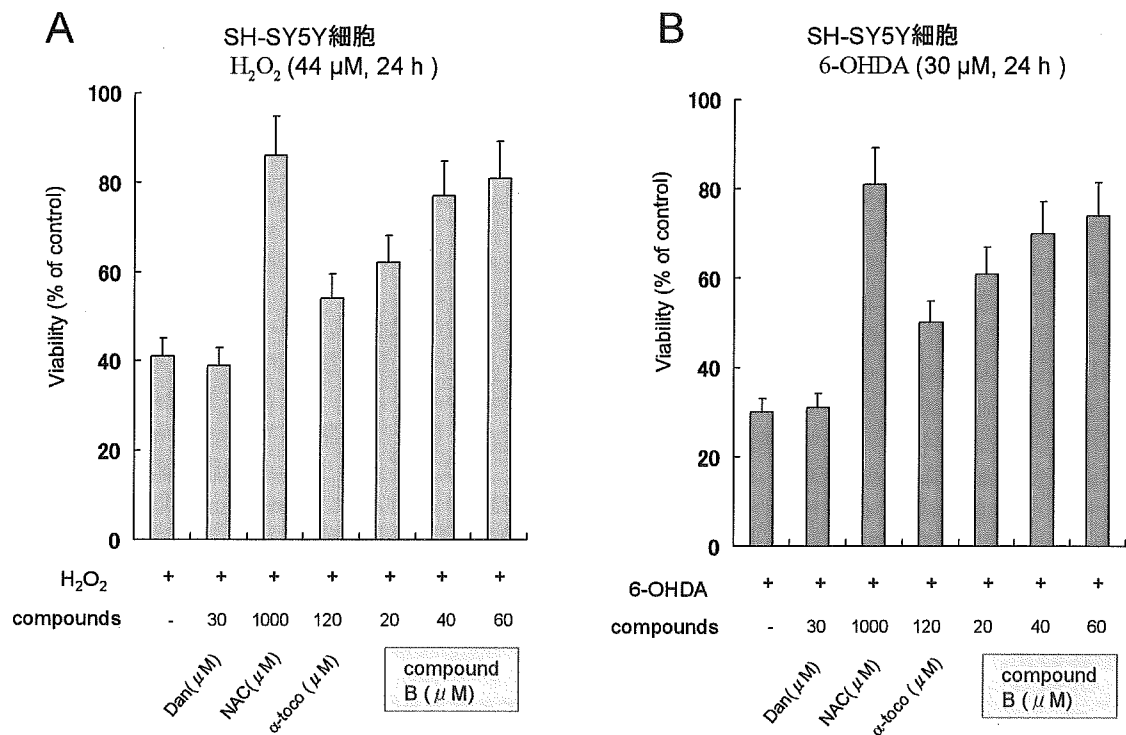 A
SH-SY5Y細胞
H₂O₂ (44 μM, 24 h )
Viability (% of control)
100
80
60
40
20
0
H₂O₂ + + + + + + +
compounds - 30 1000 120 20 40 60
Dan(μM)
NAC(μM)
α-toco (μM)
compound
B (μM)
B
SH-SY5Y細胞
6-OHDA (30 μM, 24 h )
Viability (% of control)
100
80
60
40
20
0
6-OHDA + + + + + + +
compounds - 30 1000 120 20 40 60
Dan(μM)
NAC(μM)
α-toco (μM)
compound
B (μM)